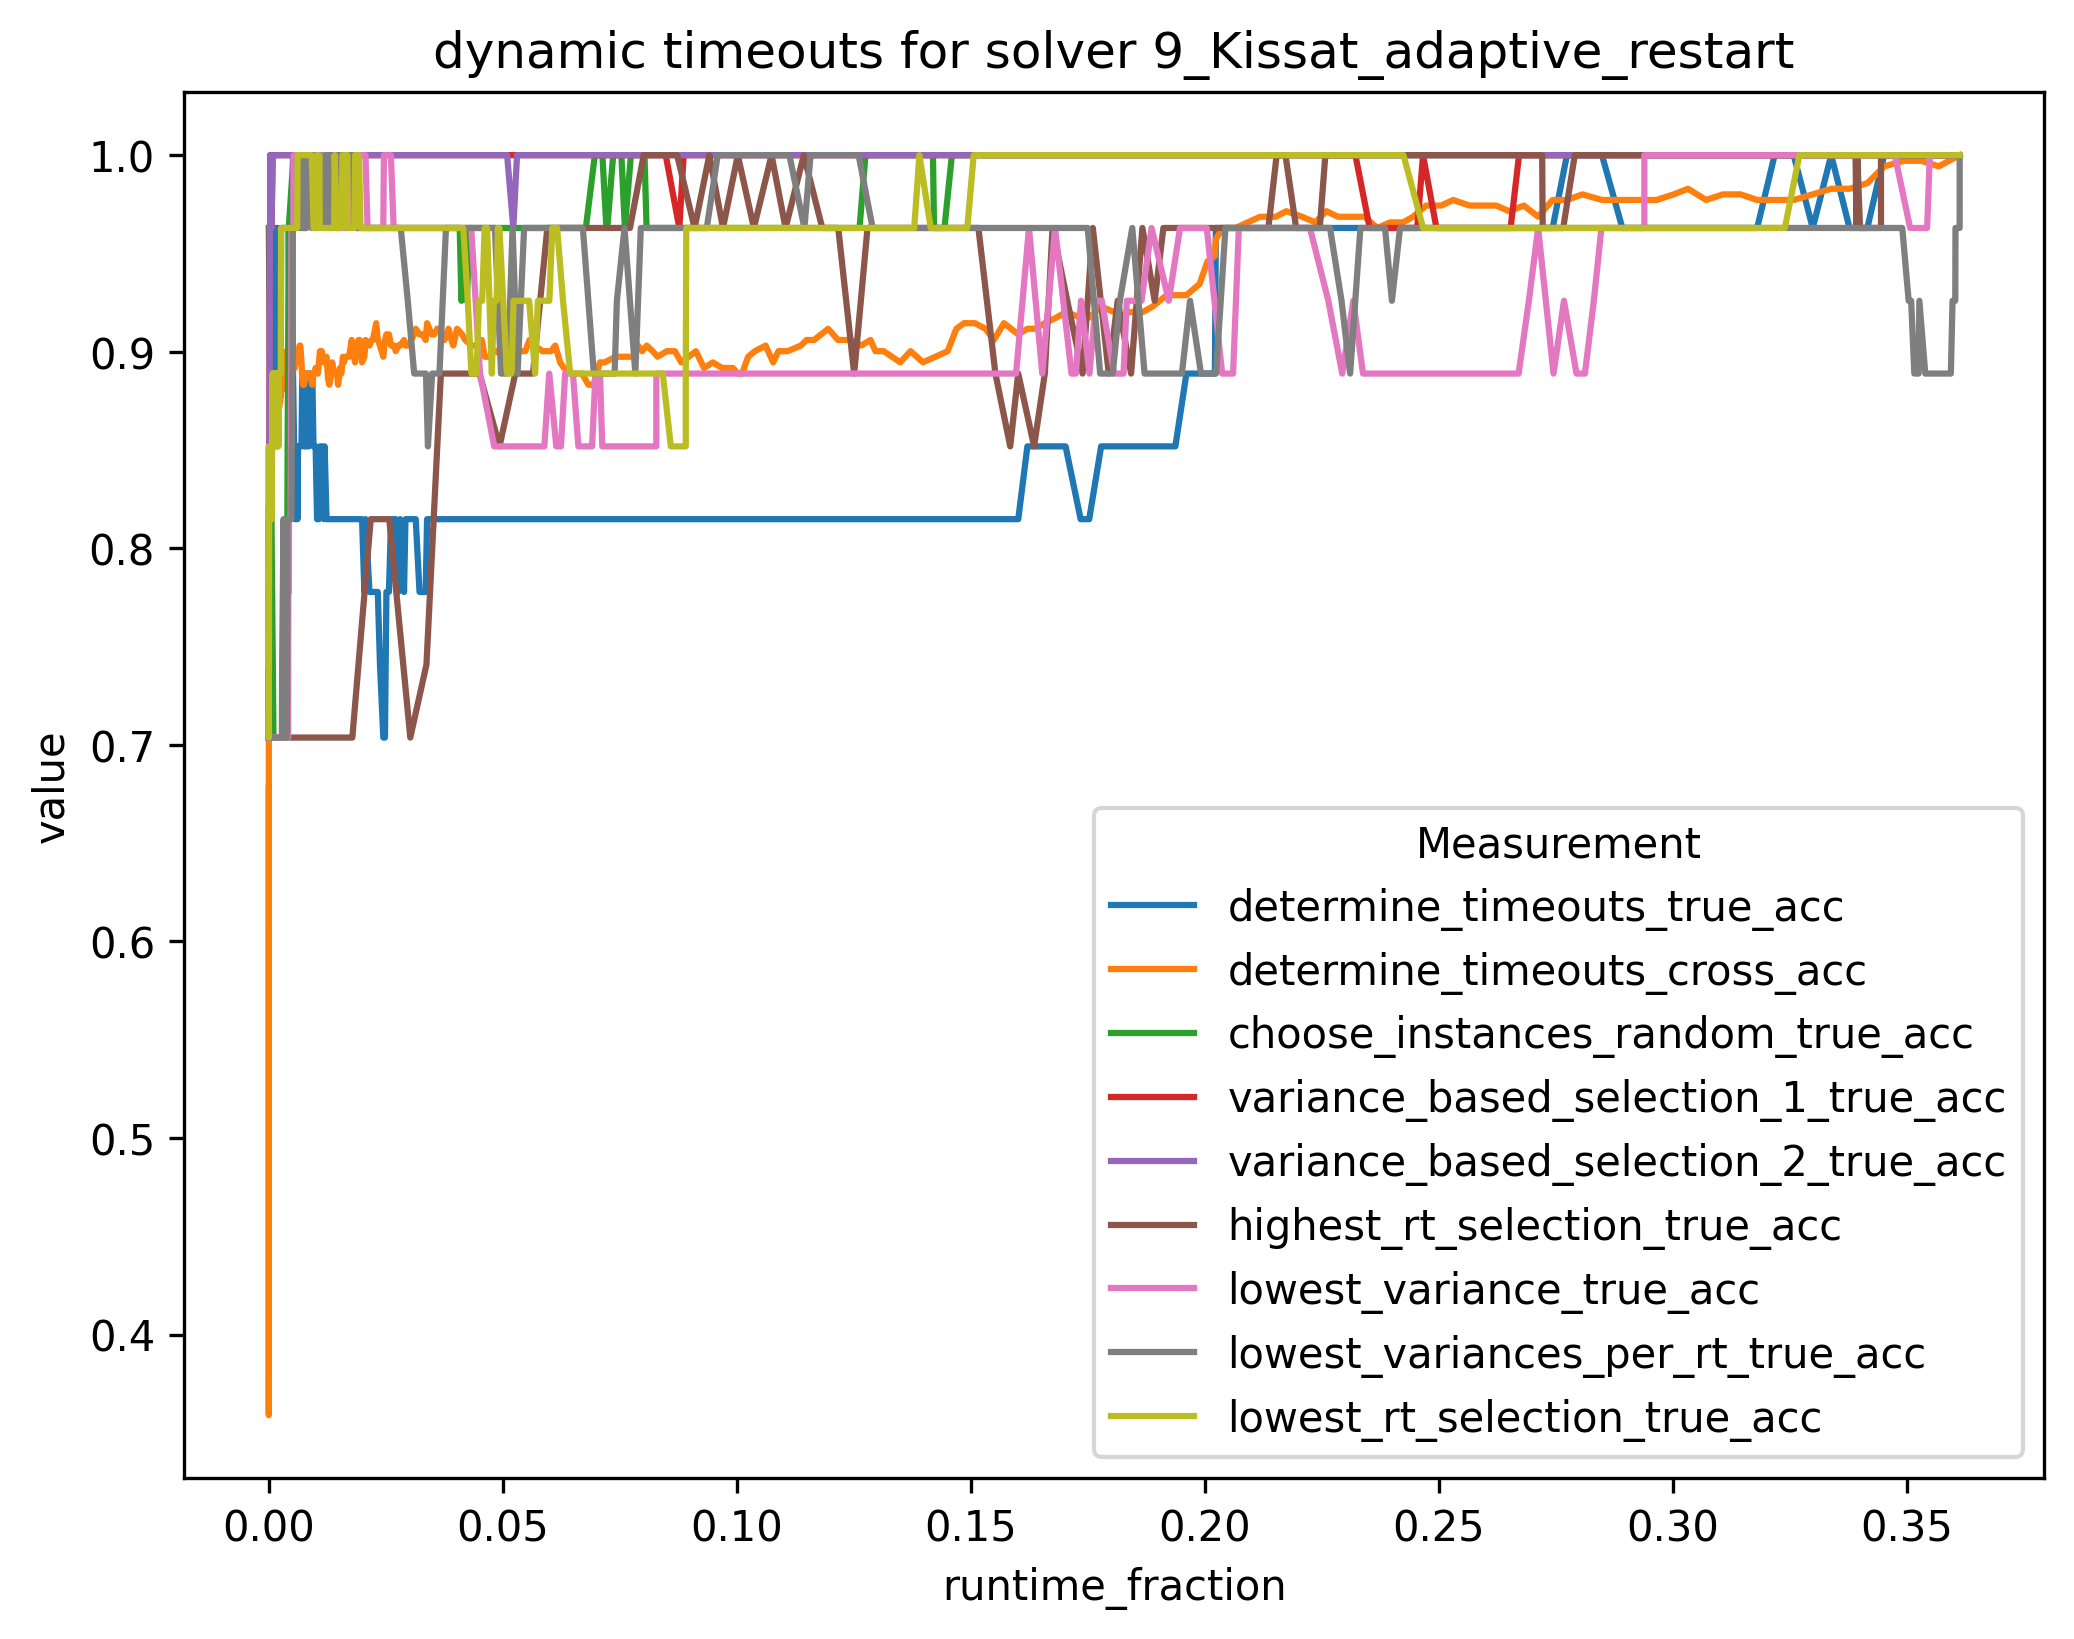 dynamic timeouts for solver 9_Kissat_adaptive_restart
1.0
0.9
0.8
0.7
0.6
0.5
0.4
value
Measurement
determine_timeouts_true_acc
determine_timeouts_cross_acc
choose_instances_random_true_acc
variance_based_selection_1_true_acc
variance_based_selection_2_true_acc
highest_rt_selection_true_acc
lowest_variance_true_acc
lowest_variances_per_rt_true_acc
lowest_rt_selection_true_acc
0.00 0.05 0.10 0.15 0.20 0.25 0.30 0.35
runtime_fraction